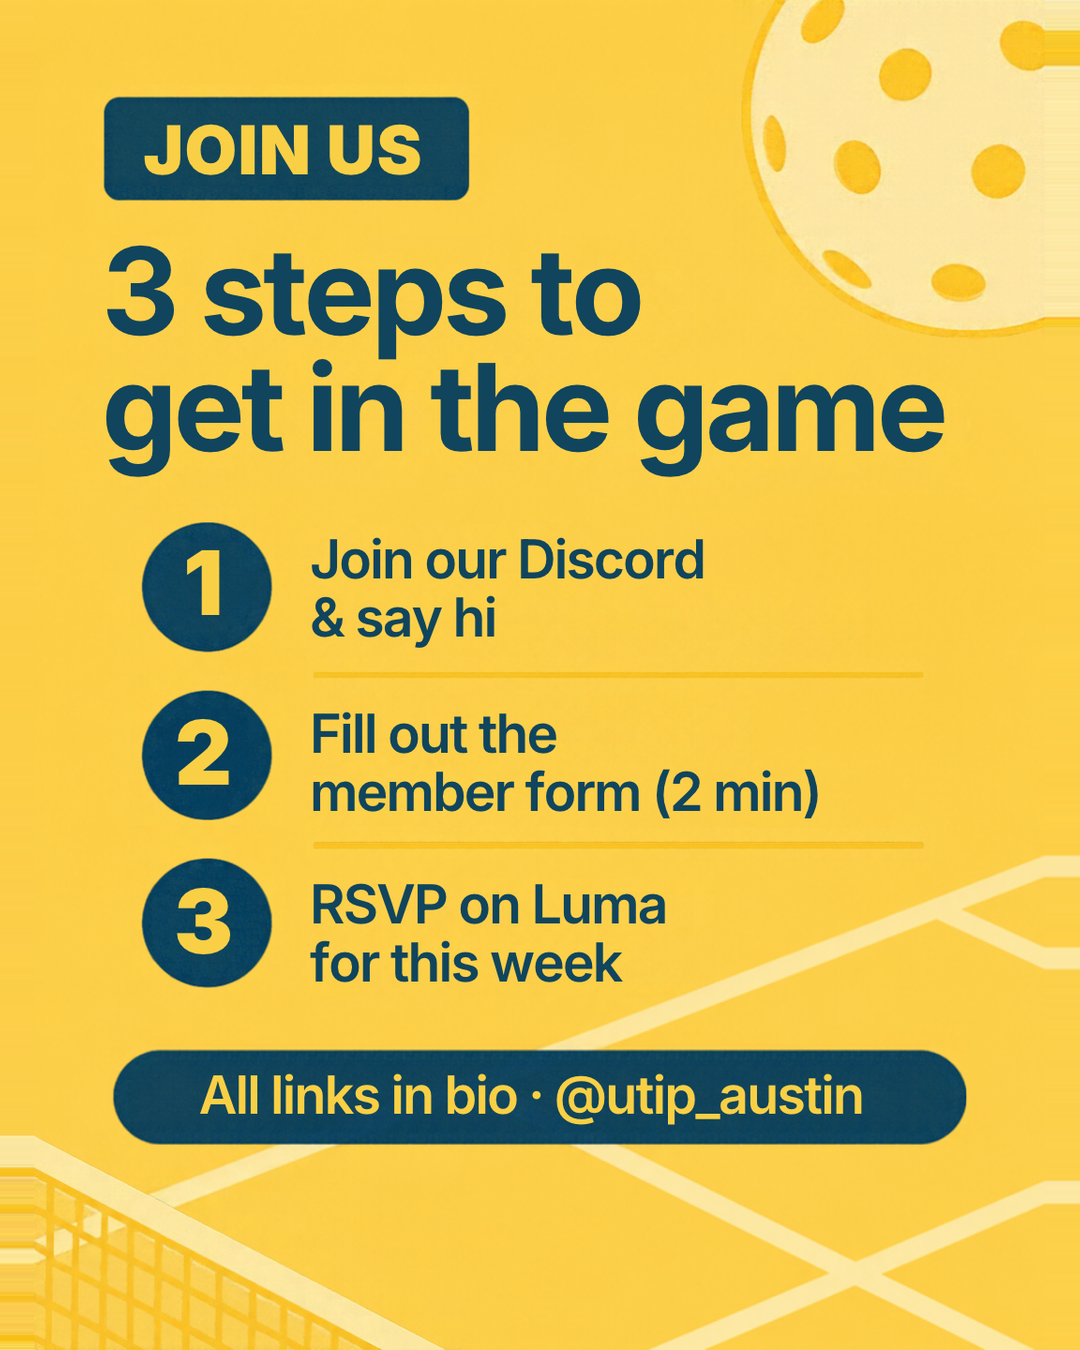 JOIN US
3 steps to
get in the game
1
Join our Discord
& say hi
2
Fill out the
member form (2 min)
3
RSVP on Luma
for this week
All links in bio · @utip_austin